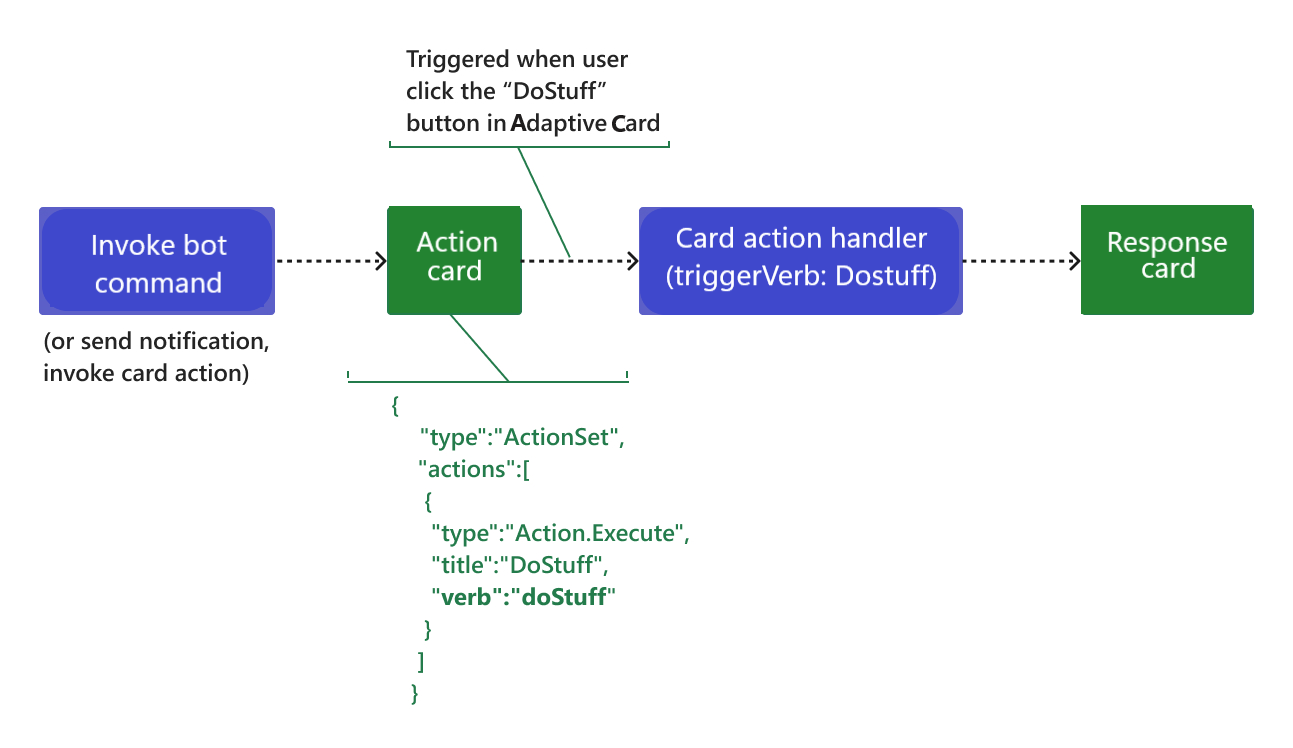 Triggered when user
click the “DoStuff”
button in Adaptive Card
Invoke bot
command
Action
card
Card action handler
(triggerVerb: Dostuff)
Response
card
(or send notification,
invoke card action)
{
"type":"ActionSet",
"actions":[
{
"type":"Action.Execute",
"title":"DoStuff",
"verb":"doStuff"
}
]
}